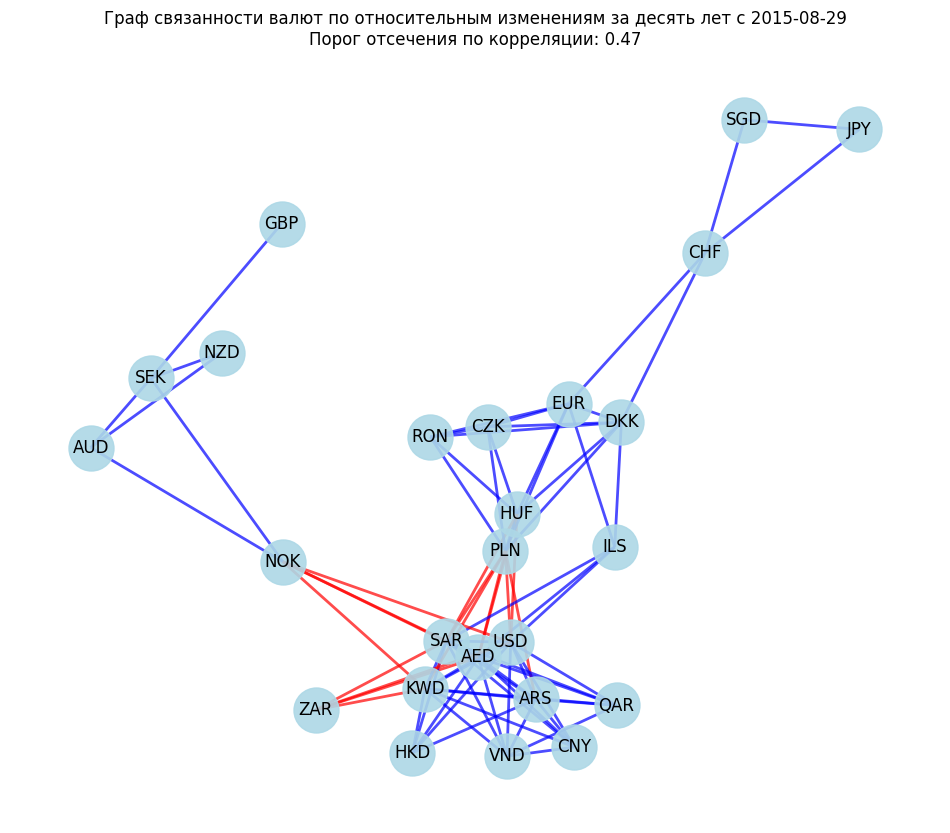 Граф связанности валют по относительным изменениям за десять лет с 2015-08-29
Порог отсечения по корреляции: 0.47
SGD
JPY
GBP
CHF
NZD
SEK
EUR
DKK
CZK
RON
AUD
HUF
PLN
ILS
NOK
SAR
USD
AED
KWD
ARS
QAR
ZAR
HKD
VND
CNY